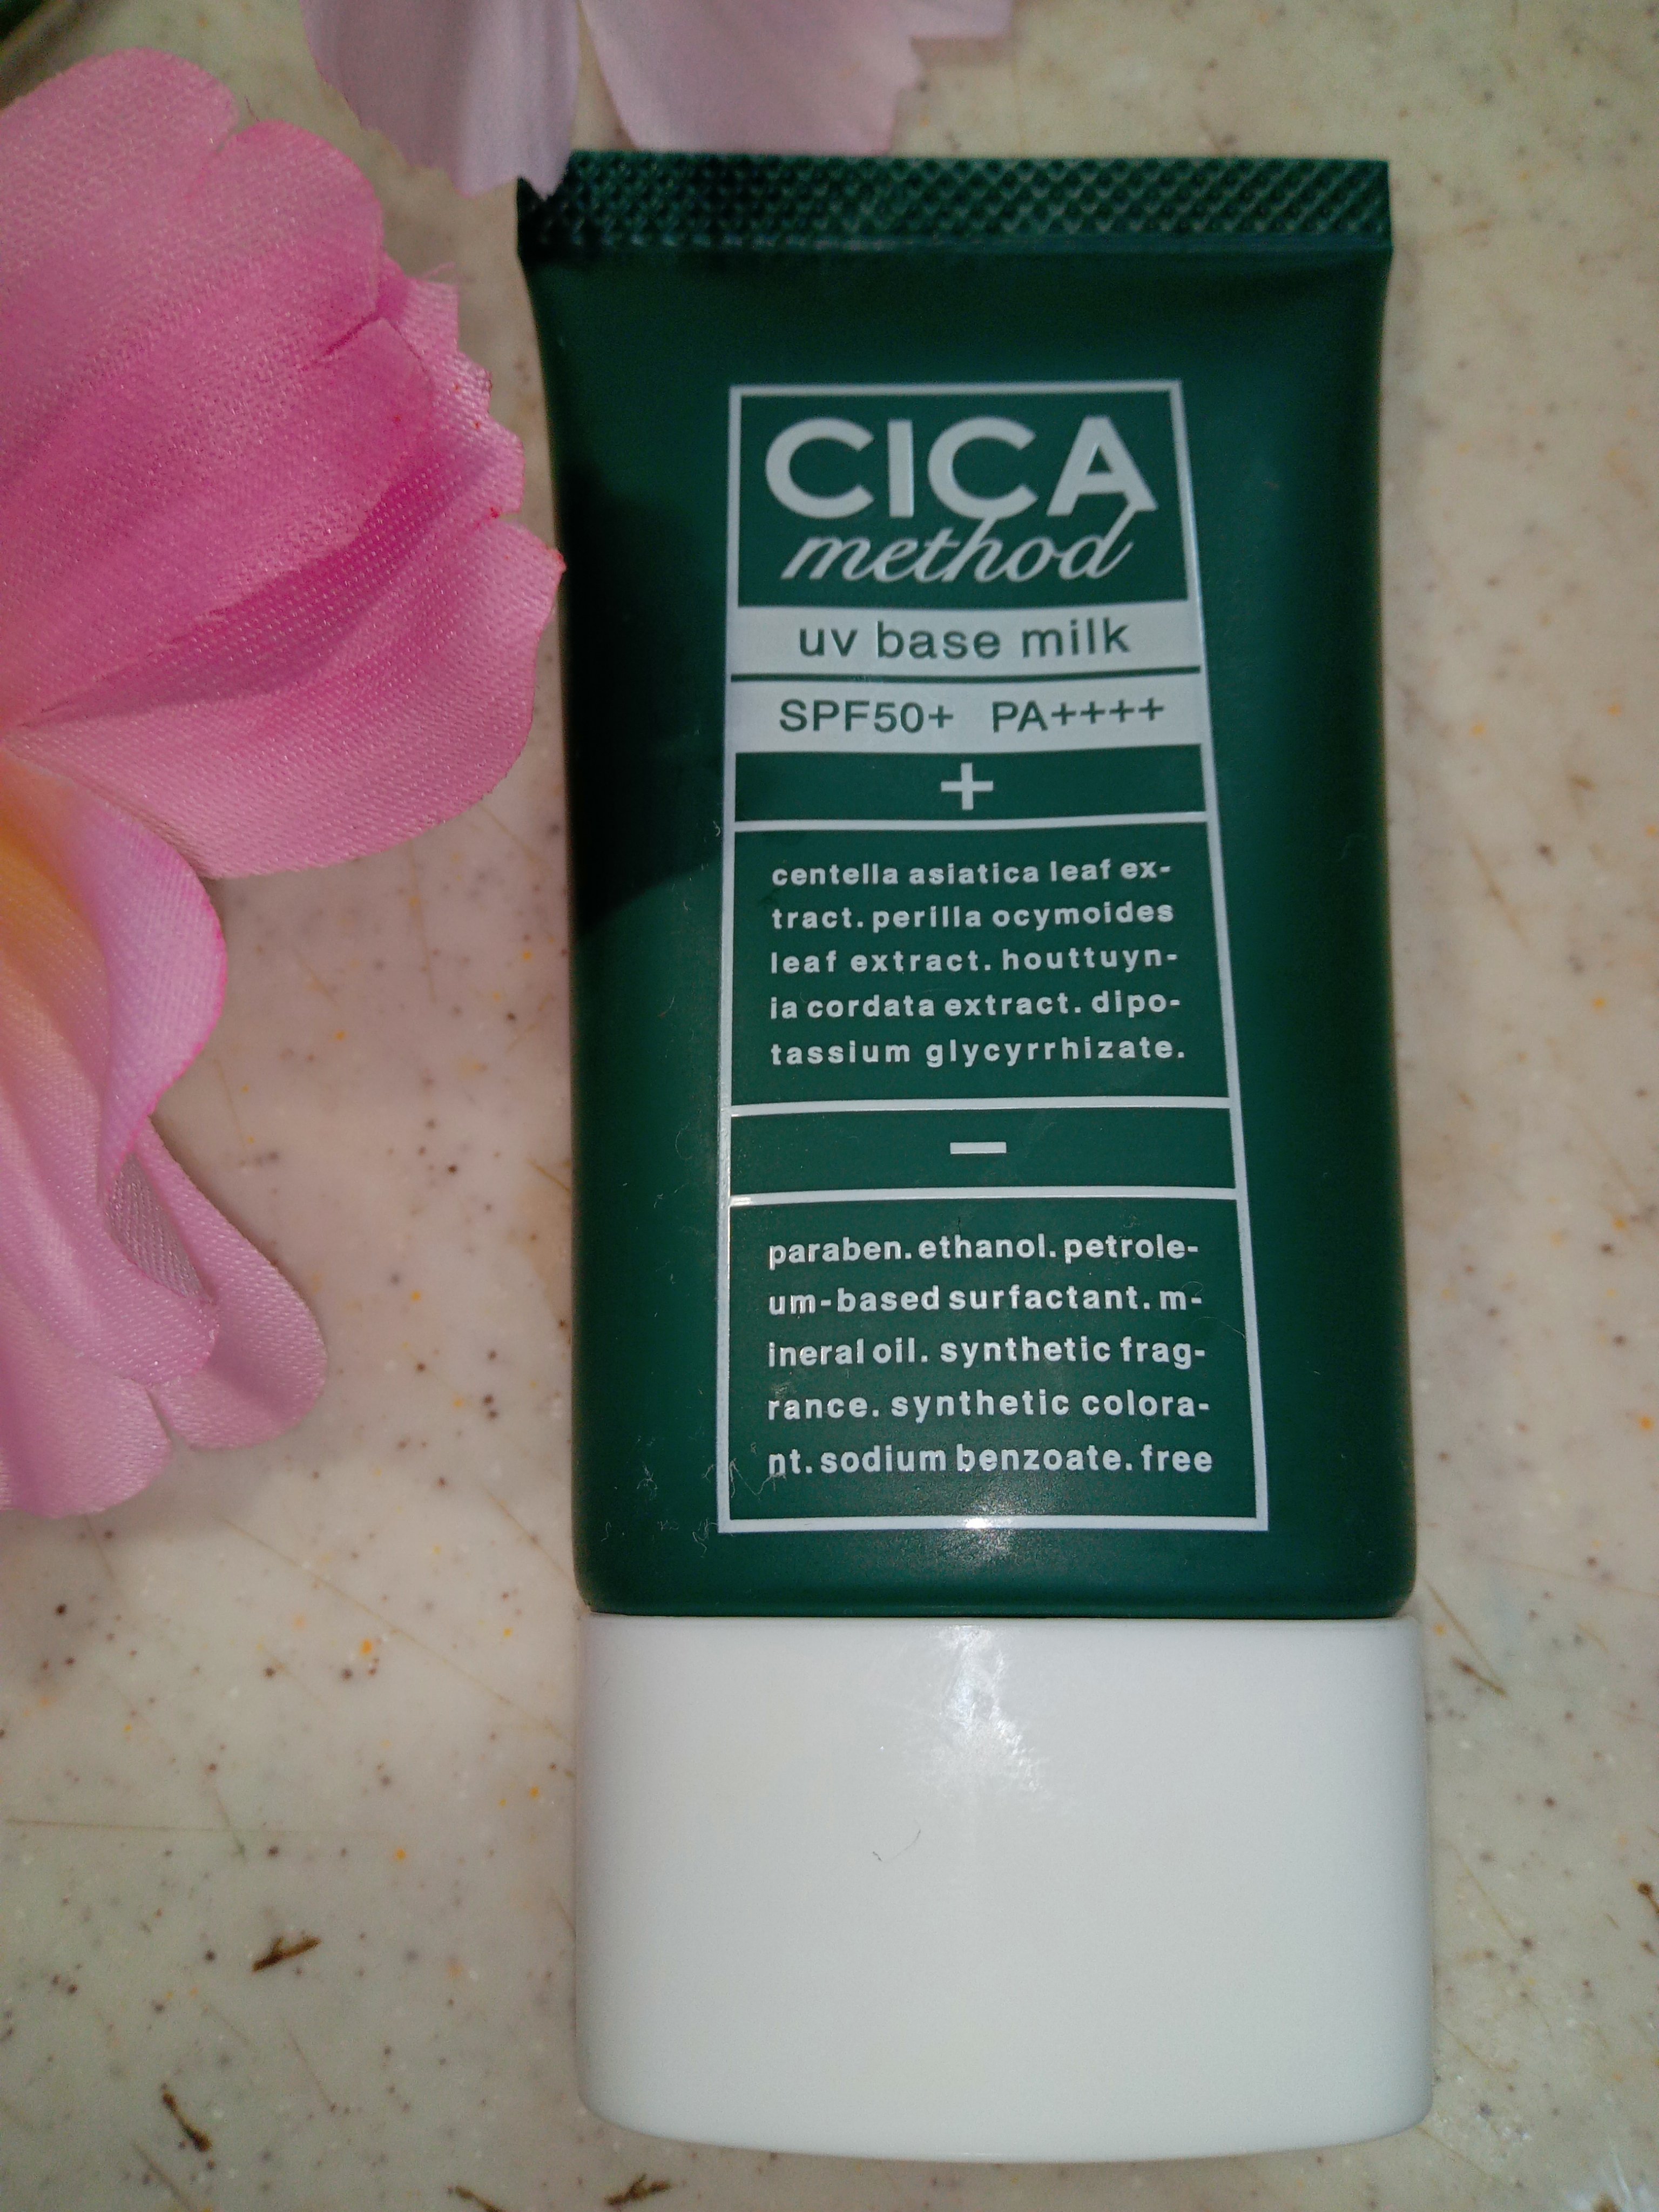 CICA
method
uv base milk
SPF50+ PA++++
+
centella asiatica leaf ex-
tract. perilla ocymoides
leaf extract. houttuyn-
ia cordata extract. dipo-
tassium glycyrrhizate.
−
paraben. ethanol. petrole-
um-based surfactant. m-
ineral oil. synthetic frag-
rance. synthetic colora-
nt. sodium benzoate. free